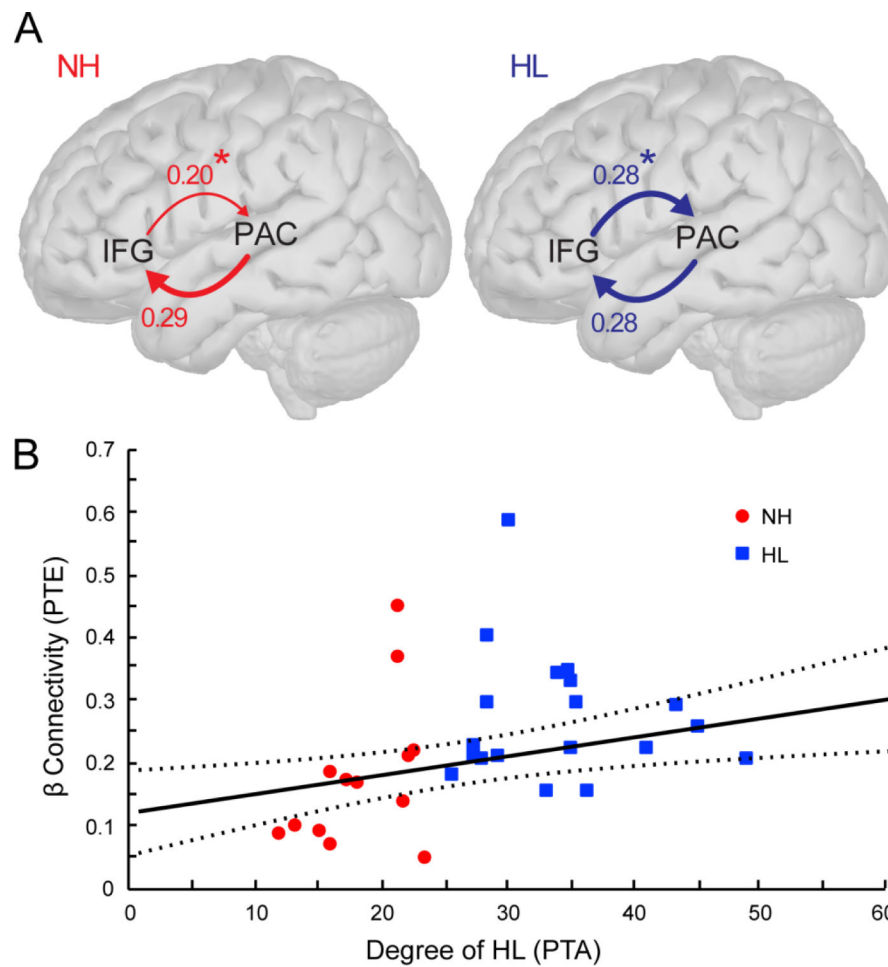 A
NH
HL
0.20*
0.28*
IFG
PAC
IFG
PAC
0.29
0.28
B
0.7
0.6
0.5
0.4
0.3
0.2
0.1
0
β Connectivity (PTE)
NH
HL
0 10 20 30 40 50 60
Degree of HL (PTA)